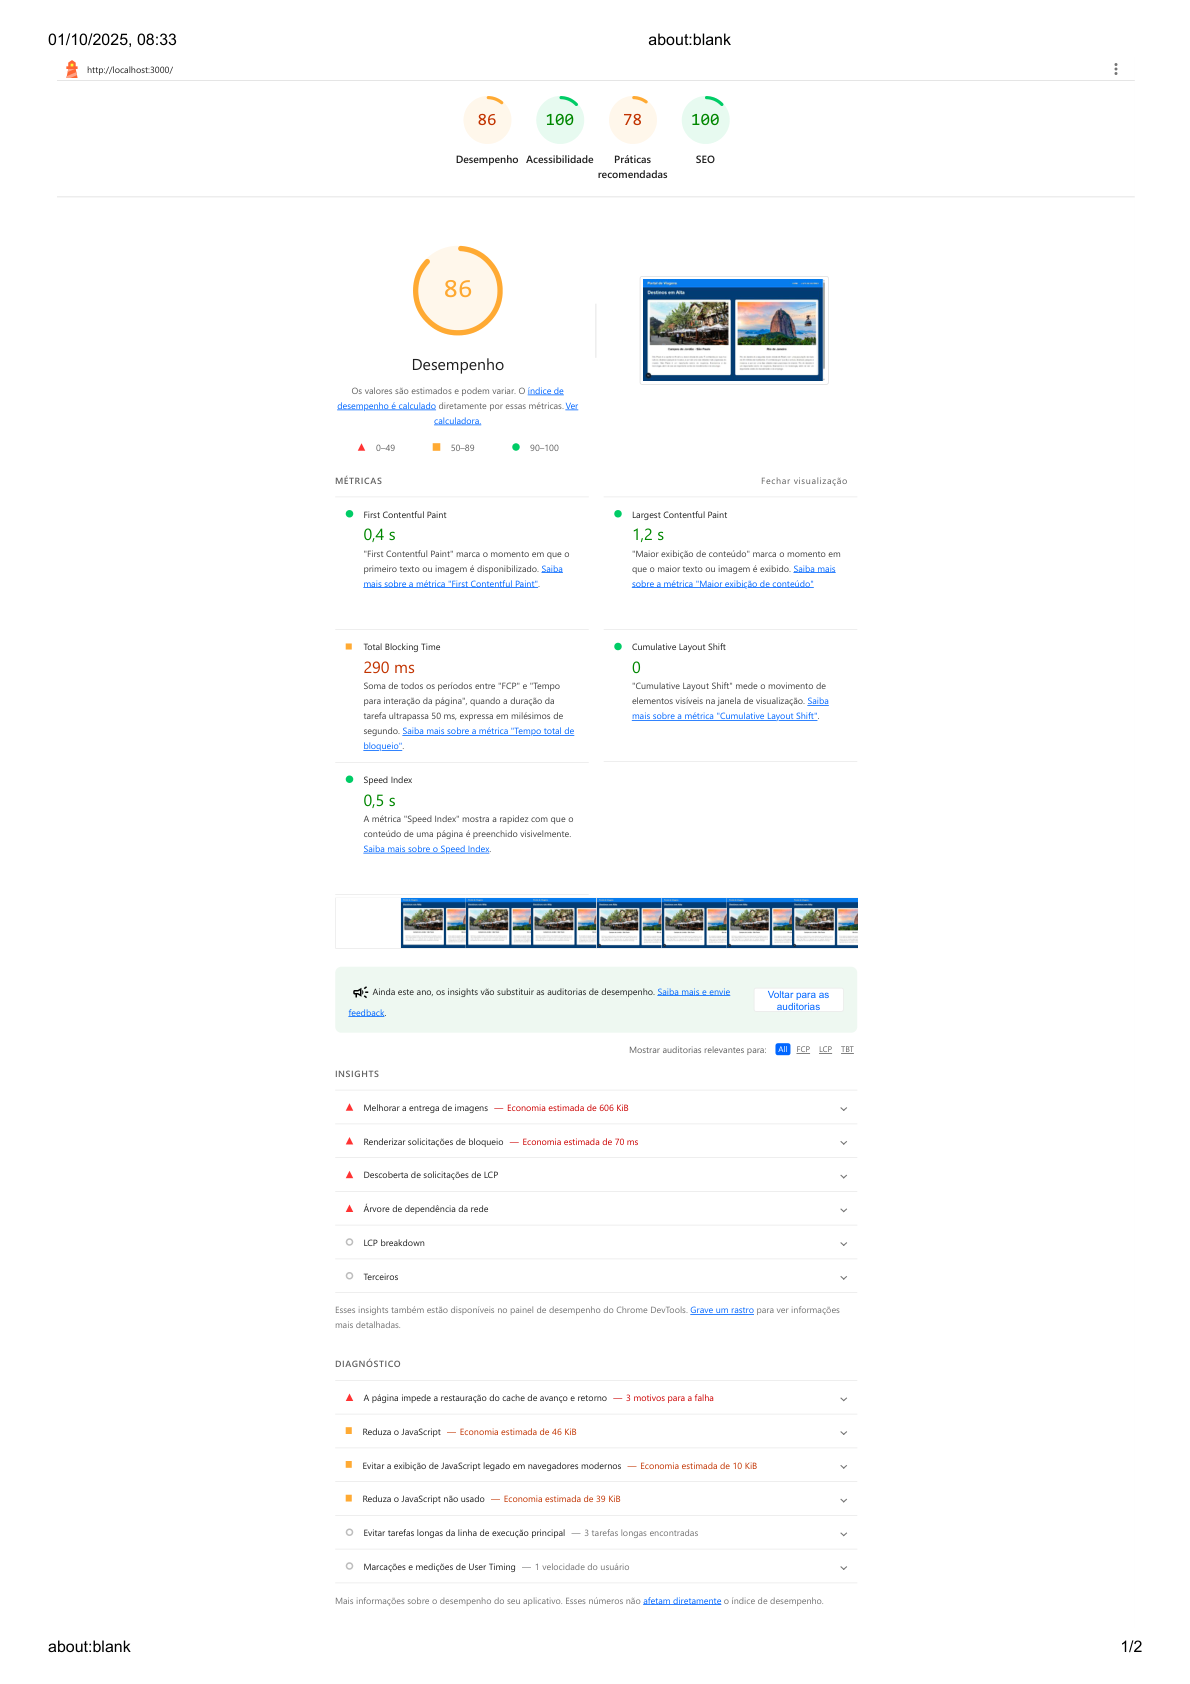 01/10/2025, 08:33
about:blank
http://localhost:3000/
86
100
78
100
Desempenho
Acessibilidade
Práticas
recomendadas
SEO
86
Desempenho
Os valores são estimados e podem variar. O índice de
desempenho é calculado diretamente por essas métricas. Ver
calculadora.
0–49
50–89
90–100
Portal de Viagens
Destinos em Alta
MÉTRICAS
Fechar visualização
First Contentful Paint
0,4 s
"First Contentful Paint" marca o momento em que o
primeiro texto ou imagem é disponibilizado. Saiba
mais sobre a métrica "First Contentful Paint".
Largest Contentful Paint
1,2 s
"Maior exibição de conteúdo" marca o momento em
que o maior texto ou imagem é exibido. Saiba mais
sobre a métrica "Maior exibição de conteúdo"
Total Blocking Time
290 ms
Soma de todos os períodos entre "FCP" e "Tempo
para interação da página", quando a duração da
tarefa ultrapassa 50 ms, expressa em milésimos de
segundo. Saiba mais sobre a métrica "Tempo total de
bloqueio".
Cumulative Layout Shift
0
"Cumulative Layout Shift" mede o movimento de
elementos visíveis na janela de visualização. Saiba
mais sobre a métrica "Cumulative Layout Shift".
Speed Index
0,5 s
A métrica "Speed Index" mostra a rapidez com que o
conteúdo de uma página é preenchido visivelmente.
Saiba mais sobre o Speed Index.
Ainda este ano, os insights vão substituir as auditorias de desempenho. Saiba mais e envie
feedback.
Voltar para as
auditorias
Mostrar auditorias relevantes para: All FCP LCP TBT
INSIGHTS
Melhorar a entrega de imagens — Economia estimada de 606 KiB
Renderizar solicitações de bloqueio — Economia estimada de 70 ms
Descoberta de solicitações de LCP
Árvore de dependência da rede
LCP breakdown
Terceiros
Esses insights também estão disponíveis no painel de desempenho do Chrome DevTools. Grave um rastro para ver informações
mais detalhadas.
DIAGNÓSTICO
A página impede a restauração do cache de avanço e retorno — 3 motivos para a falha
Reduza o JavaScript — Economia estimada de 46 KiB
Evitar a exibição de JavaScript legado em navegadores modernos — Economia estimada de 10 KiB
Reduza o JavaScript não usado — Economia estimada de 39 KiB
Evitar tarefas longas da linha de execução principal — 3 tarefas longas encontradas
Marcações e medições de User Timing — 1 velocidade do usuário
Mais informações sobre o desempenho do seu aplicativo. Esses números não afetam diretamente o índice de desempenho.
about:blank
1/2